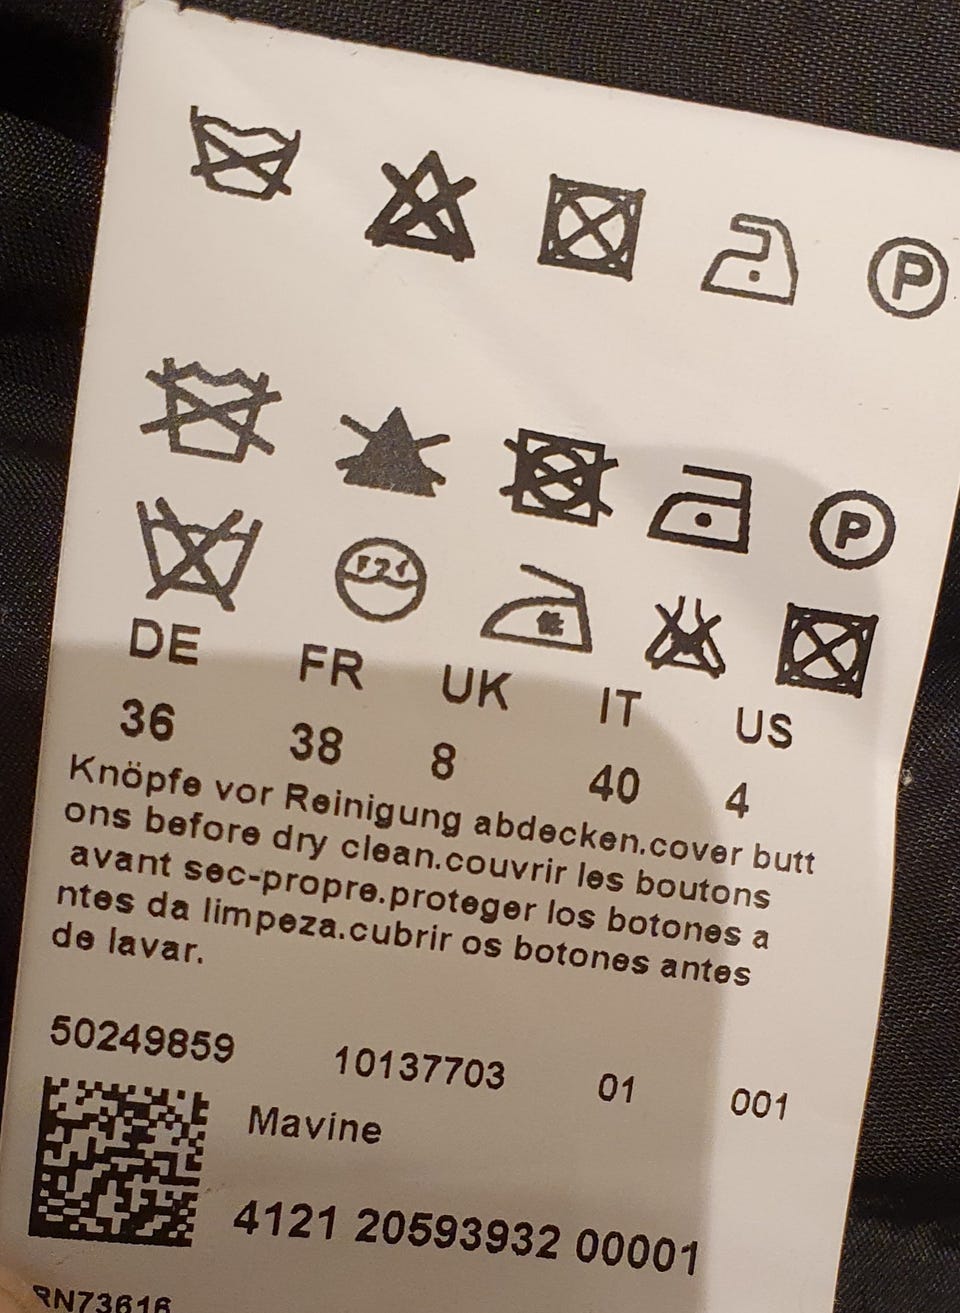 P
P
DE FR UK IT US
36 38 8 40 4
Knöpfe vor Reinigung abdecken.cover butt
ons before dry clean.couvrir les boutons
avant sec-propre.proteger los botones a
ntes da limpeza.cubrir os botones antes
de lavar.
50249859 10137703 01 001
Mavine
4121 20593932 00001
RN73616